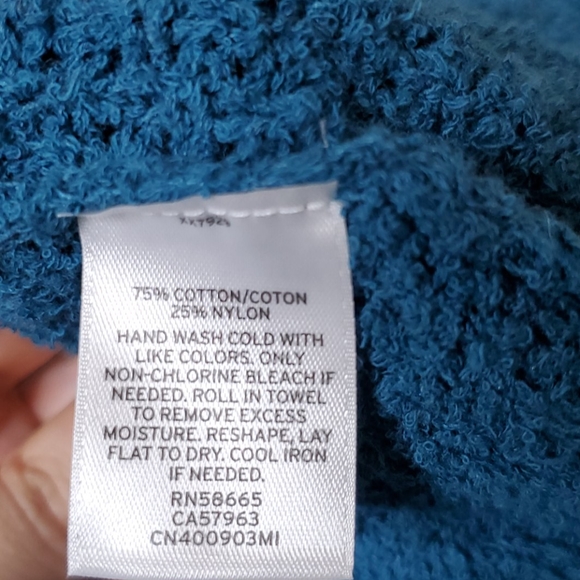 75% COTTON/COTON
25% NYLON
HAND WASH COLD WITH
LIKE COLORS. ONLY
NON-CHLORINE BLEACH IF
NEEDED. ROLL IN TOWEL
TO REMOVE EXCESS
MOISTURE. RESHAPE, LAY
FLAT TO DRY. COOL IRON
IF NEEDED.
RN58665
CA57963
CN400903MI